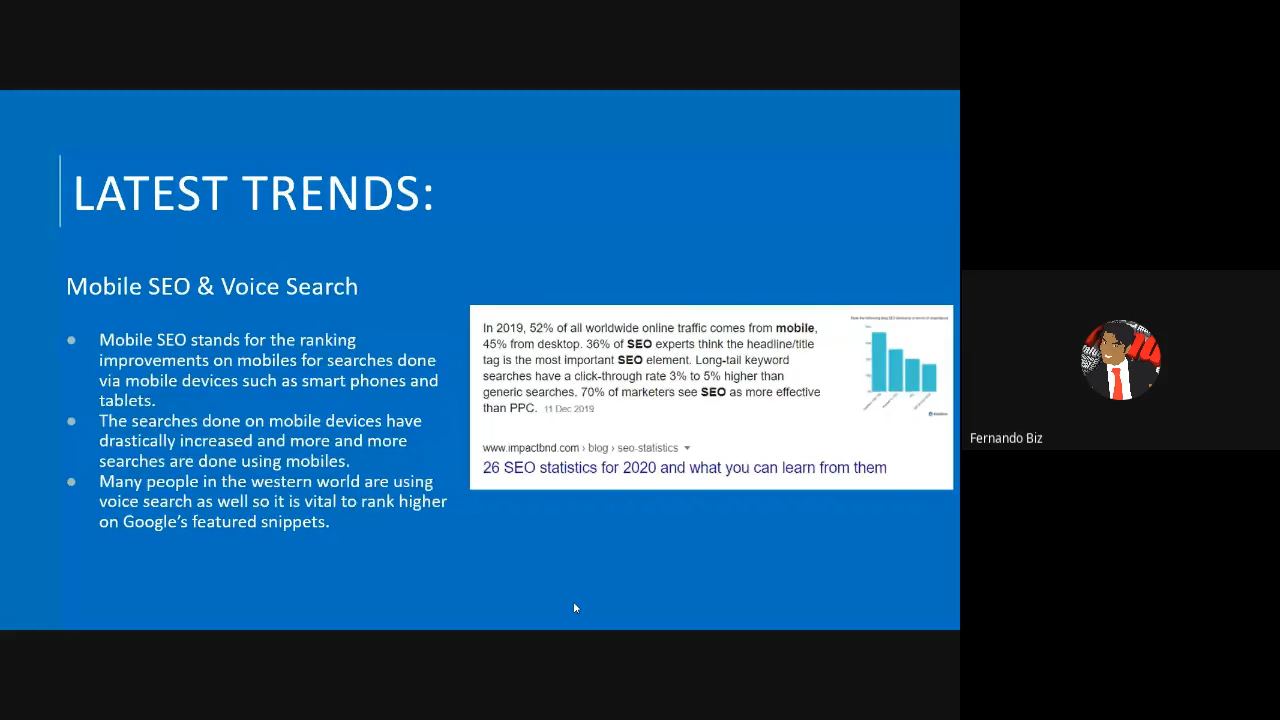 LATEST TRENDS:
Mobile SEO & Voice Search
Mobile SEO stands for the ranking
improvements on mobiles for searches done
via mobile devices such as smart phones and
tablets.
The searches done on mobile devices have
drastically increased and more and more
searches are done using mobiles.
Many people in the western world are using
voice search as well so it is vital to rank higher
on Google's featured snippets.
In 2019, 52% of all worldwide online traffic comes from mobile,
45% from desktop. 36% of SEO experts think the headline/title
tag is the most important SEO element. Long-tail keyword
searches have a click-through rate 3% to 5% higher than
generic searches. 70% of marketers see SEO as more effective
than PPC. 11 Dec 2019
www.impactbnd.com › blog › seo-statistics
26 SEO statistics for 2020 and what you can learn from them
Fernando Biz